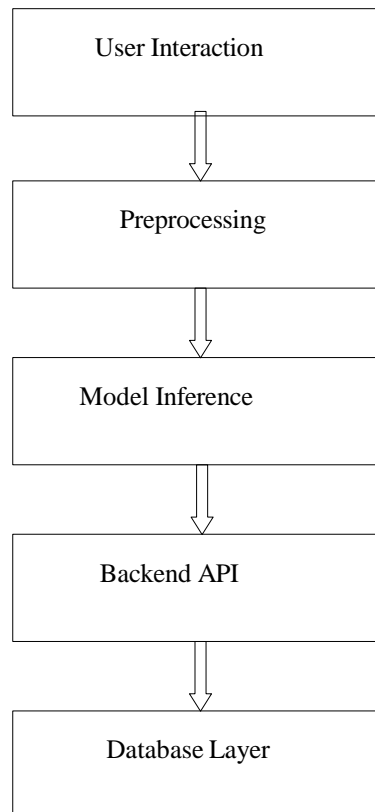 User Interaction
Preprocessing
Model Inference
Backend API
Database Layer